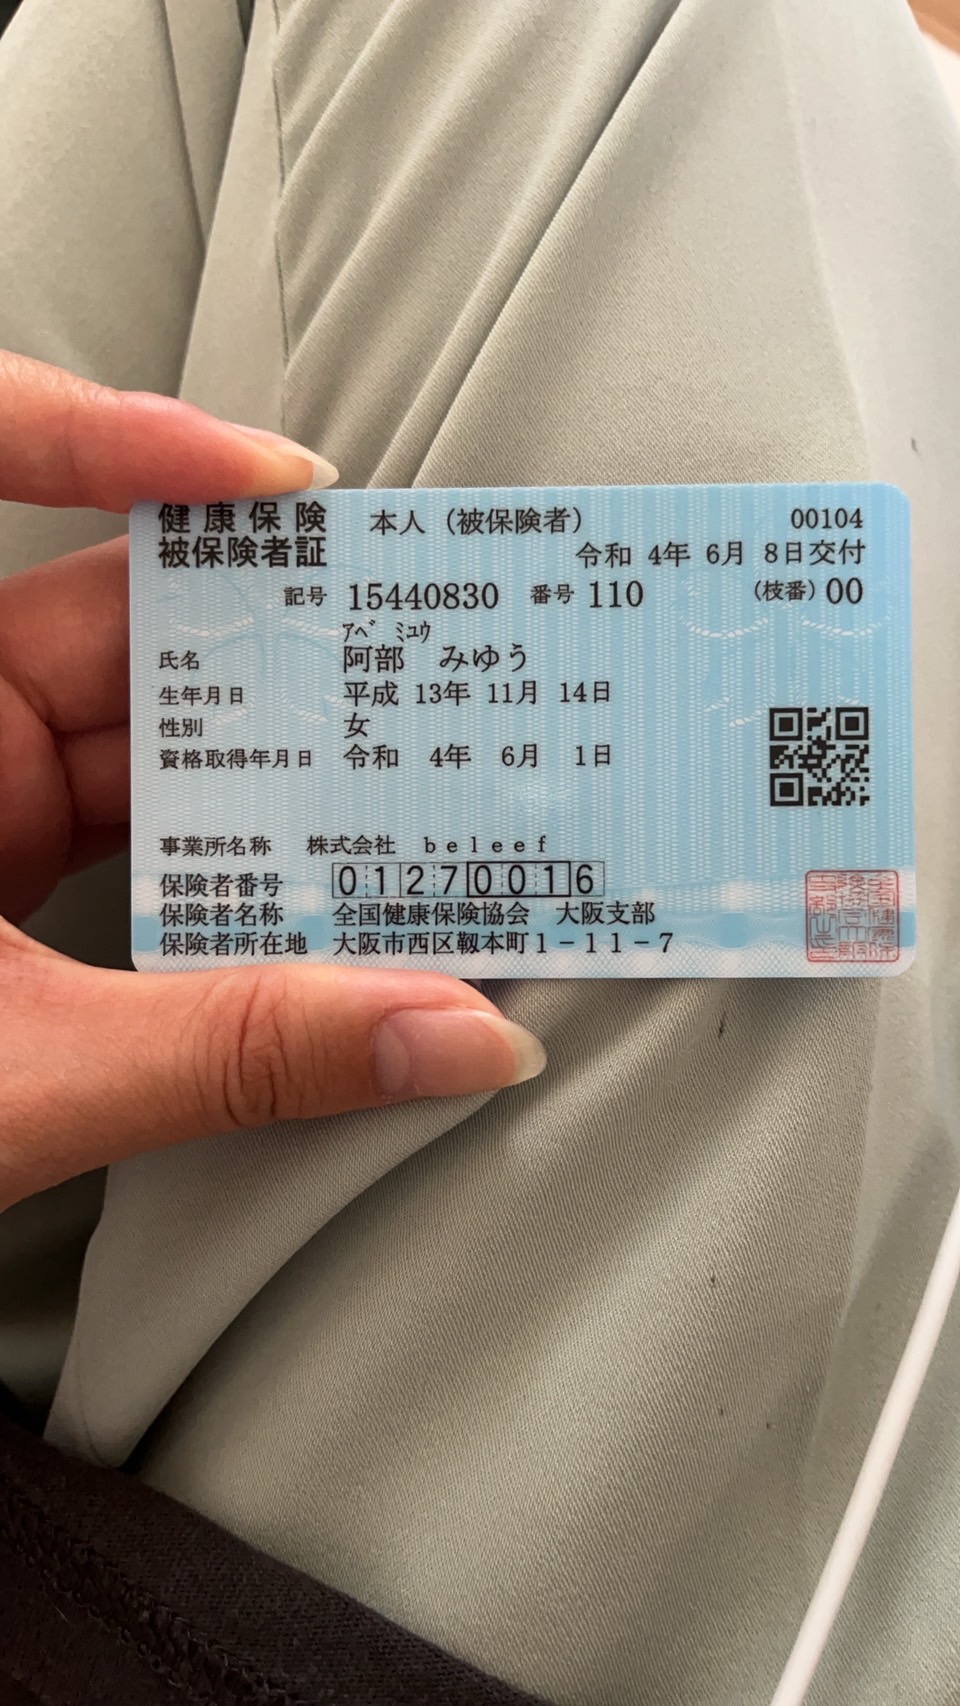 健康保険 本人（被保険者） 00104
被保険者証 令和 4年 6月 8日交付
記号 15440830 番号 110 (枝番) 00
ｱﾍﾞ ﾐﾕｳ
氏名 阿部 みゆう
生年月日 平成 13年 11月 14日
性別 女
資格取得年月日 令和 4年 6月 1日
事業所名称 株式会社 ｂｅｌｅｅｆ
保険者番号 01270016
保険者名称 全国健康保険協会 大阪支部
保険者所在地 大阪市西区靱本町１－１１－７